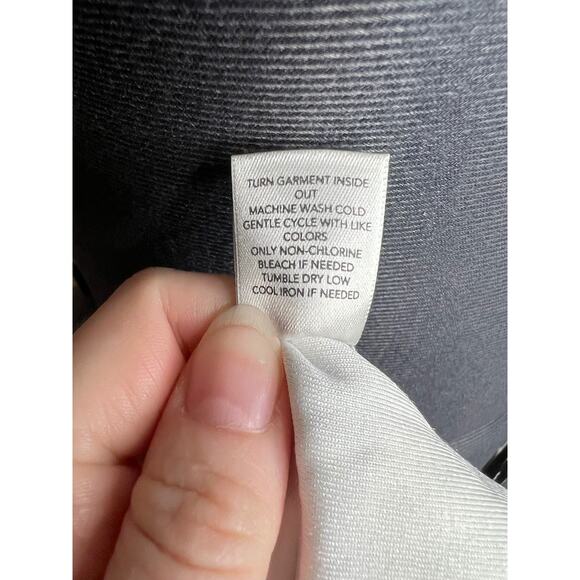 TURN GARMENT INSIDE
OUT
MACHINE WASH COLD
GENTLE CYCLE WITH LIKE
COLORS
ONLY NON-CHLORINE
BLEACH IF NEEDED
TUMBLE DRY LOW
COOL IRON IF NEEDED